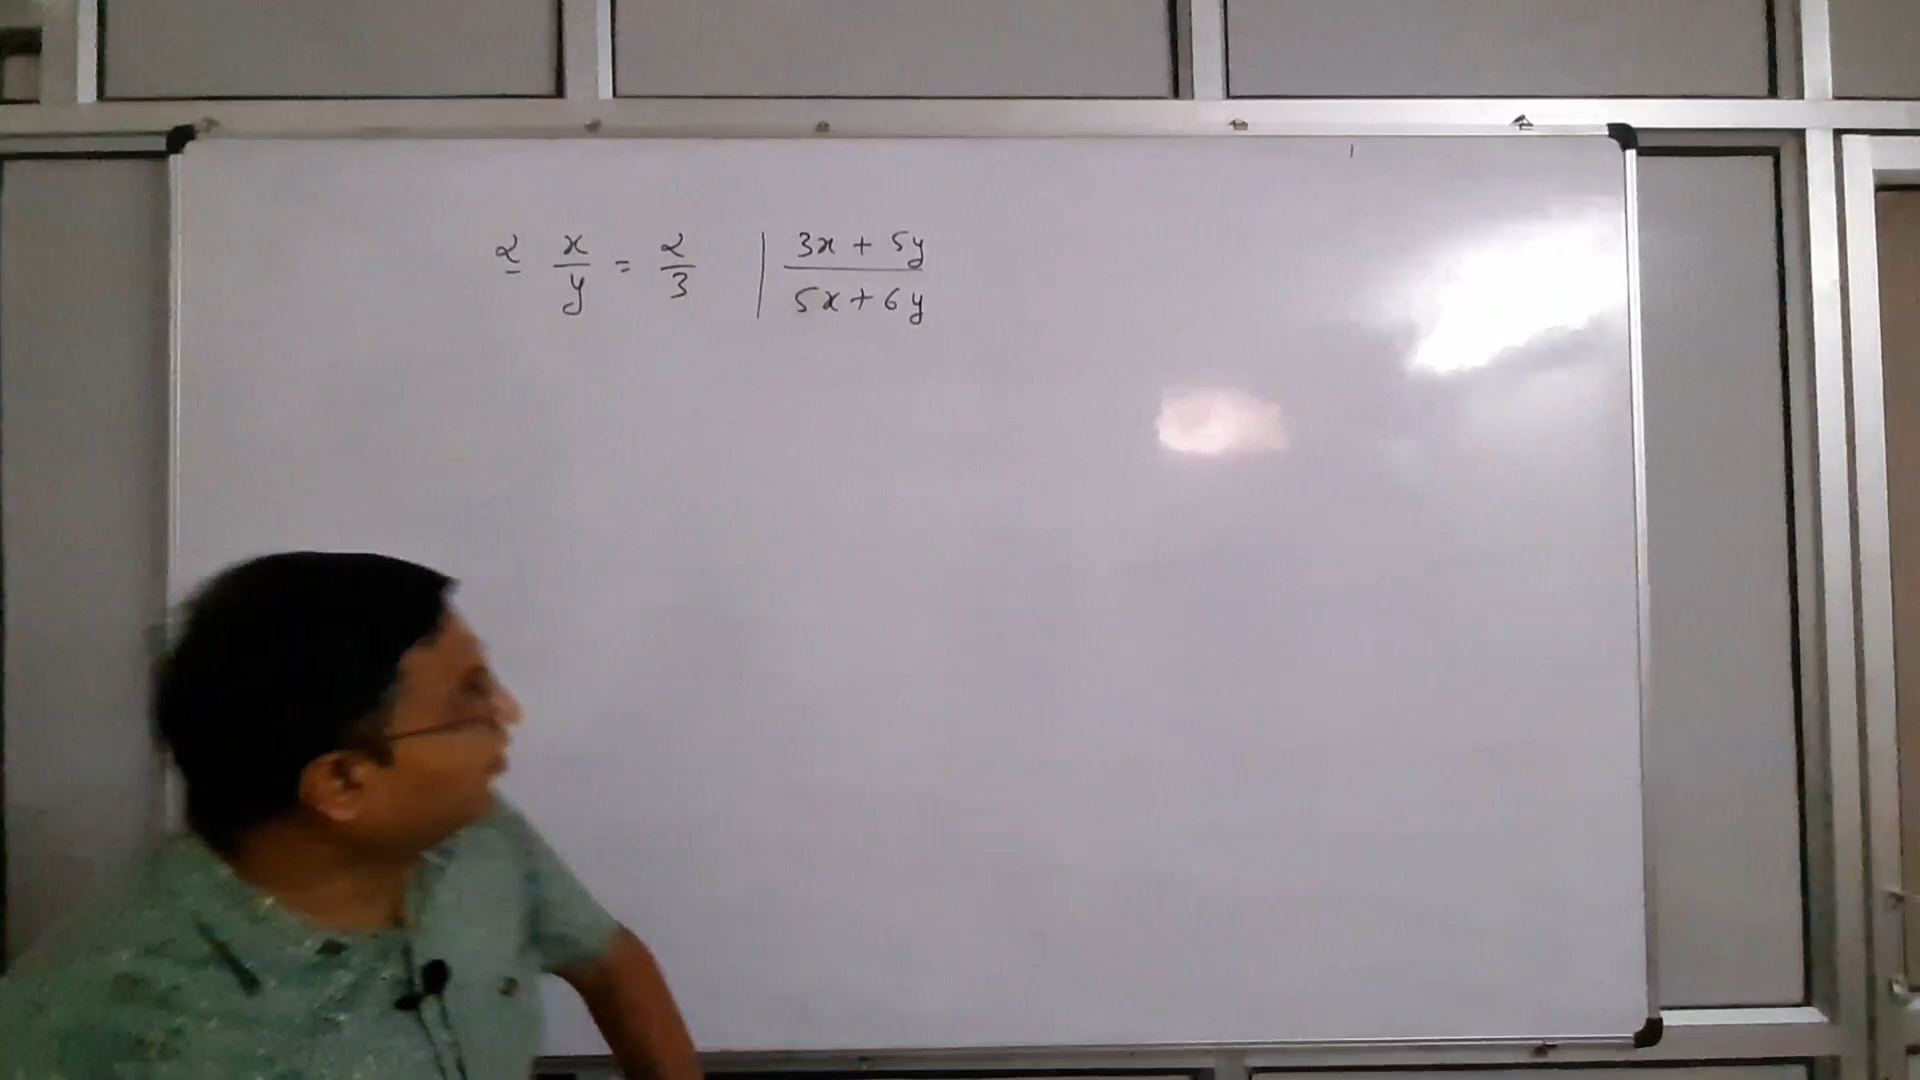 2 x/y = 2/3 | 3x + 5y / 5x + 6y